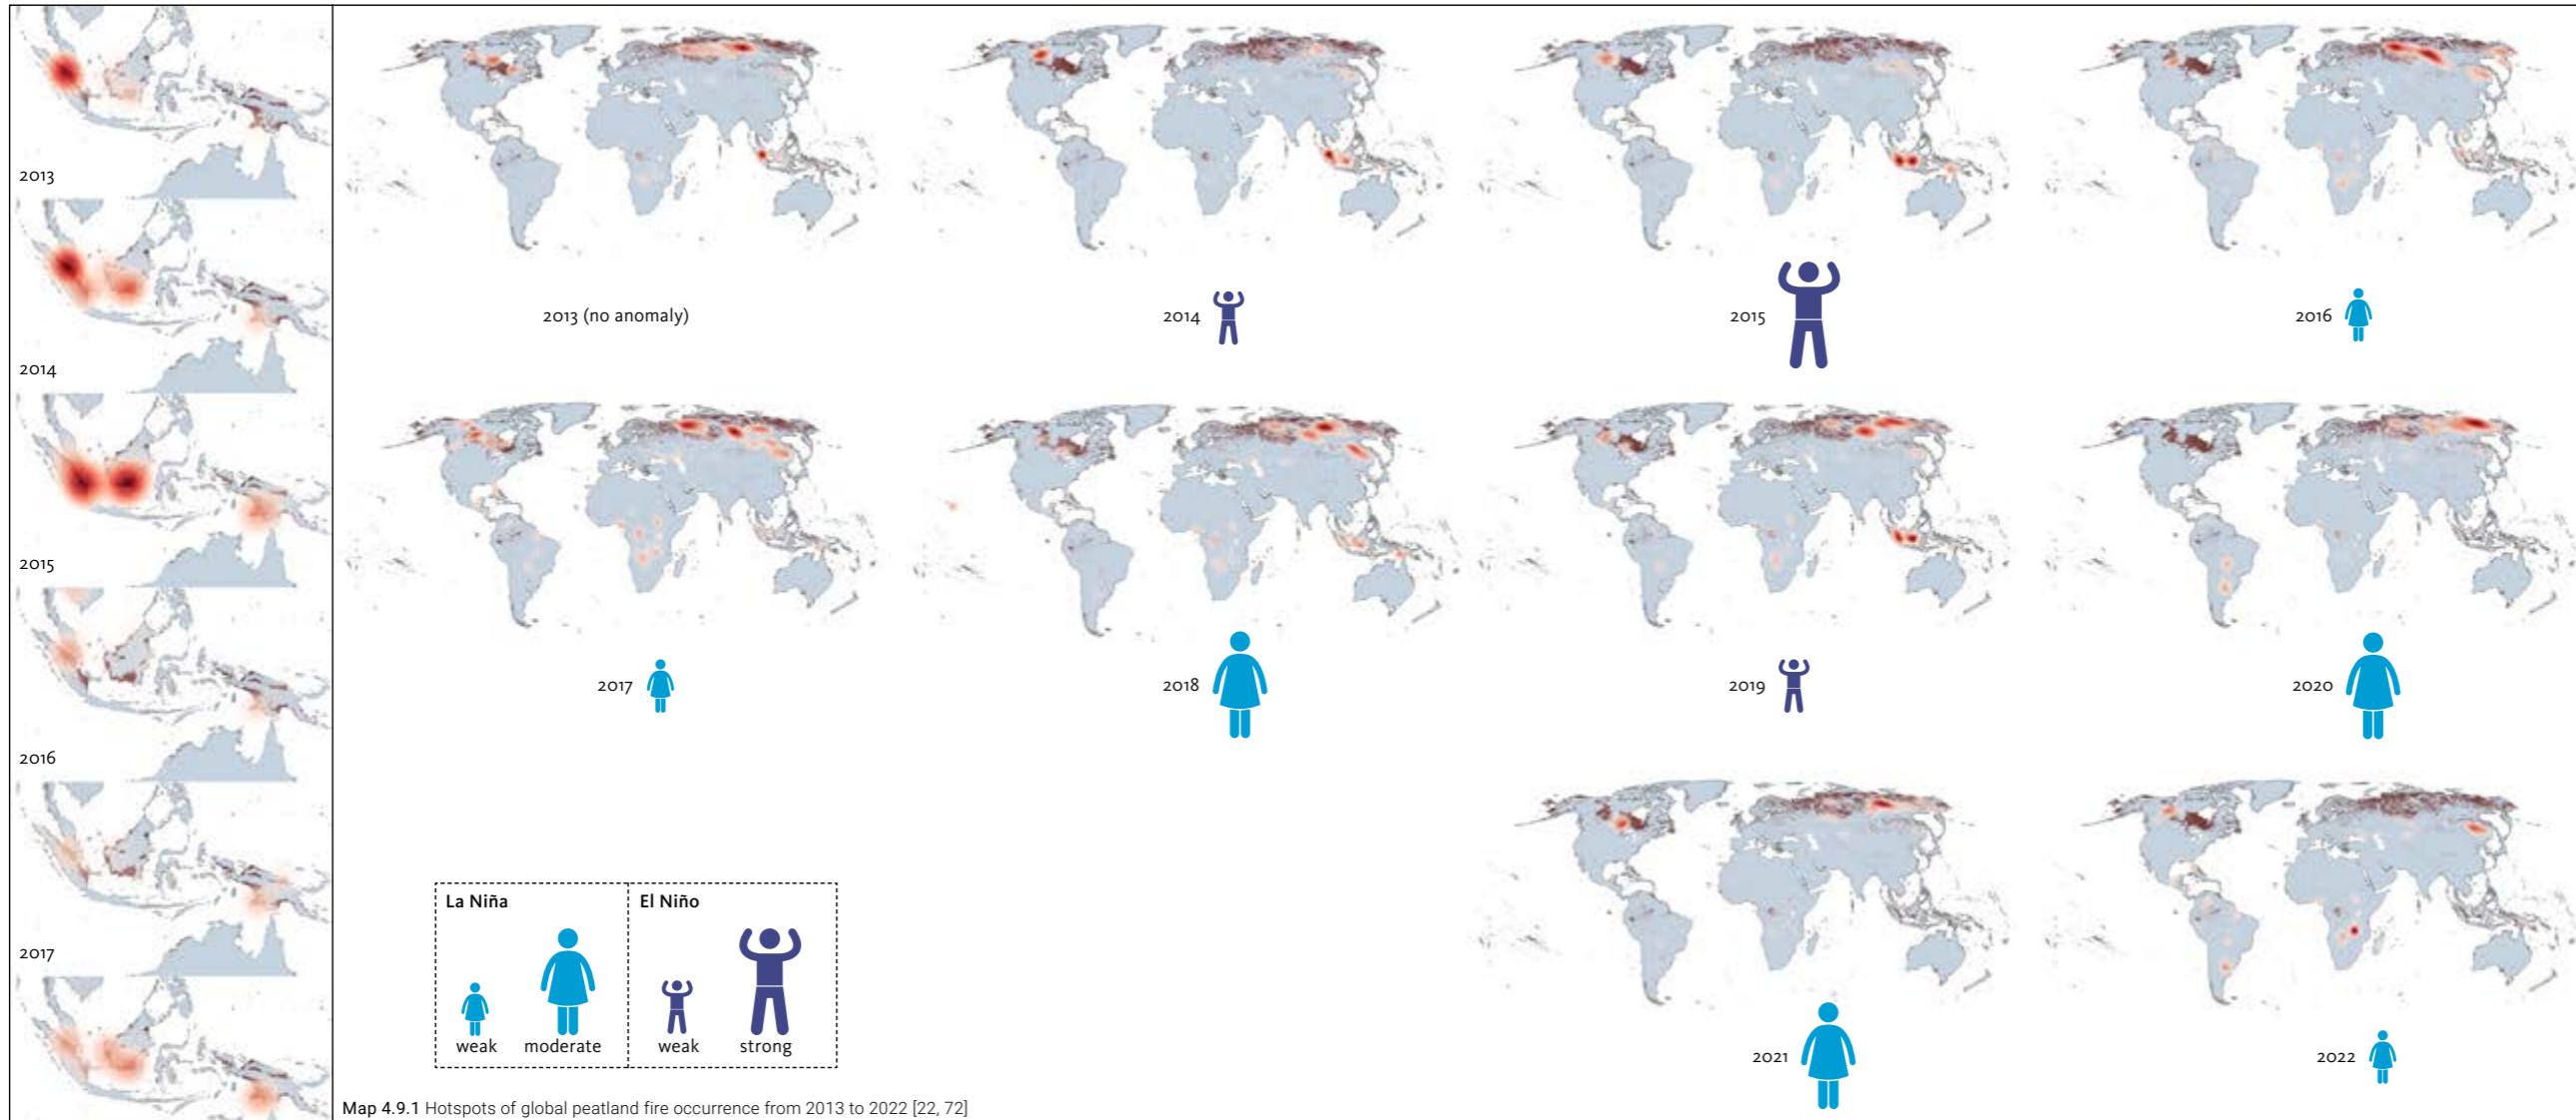 2013
2014
2015
2016
2017
2013 (no anomaly)
2014
2015
2016
2017
2018
2019
2020
2021
2022
La Niña
El Niño
weak
moderate
weak
strong
Map 4.9.1 Hotspots of global peatland fire occurrence from 2013 to 2022 [22, 72]